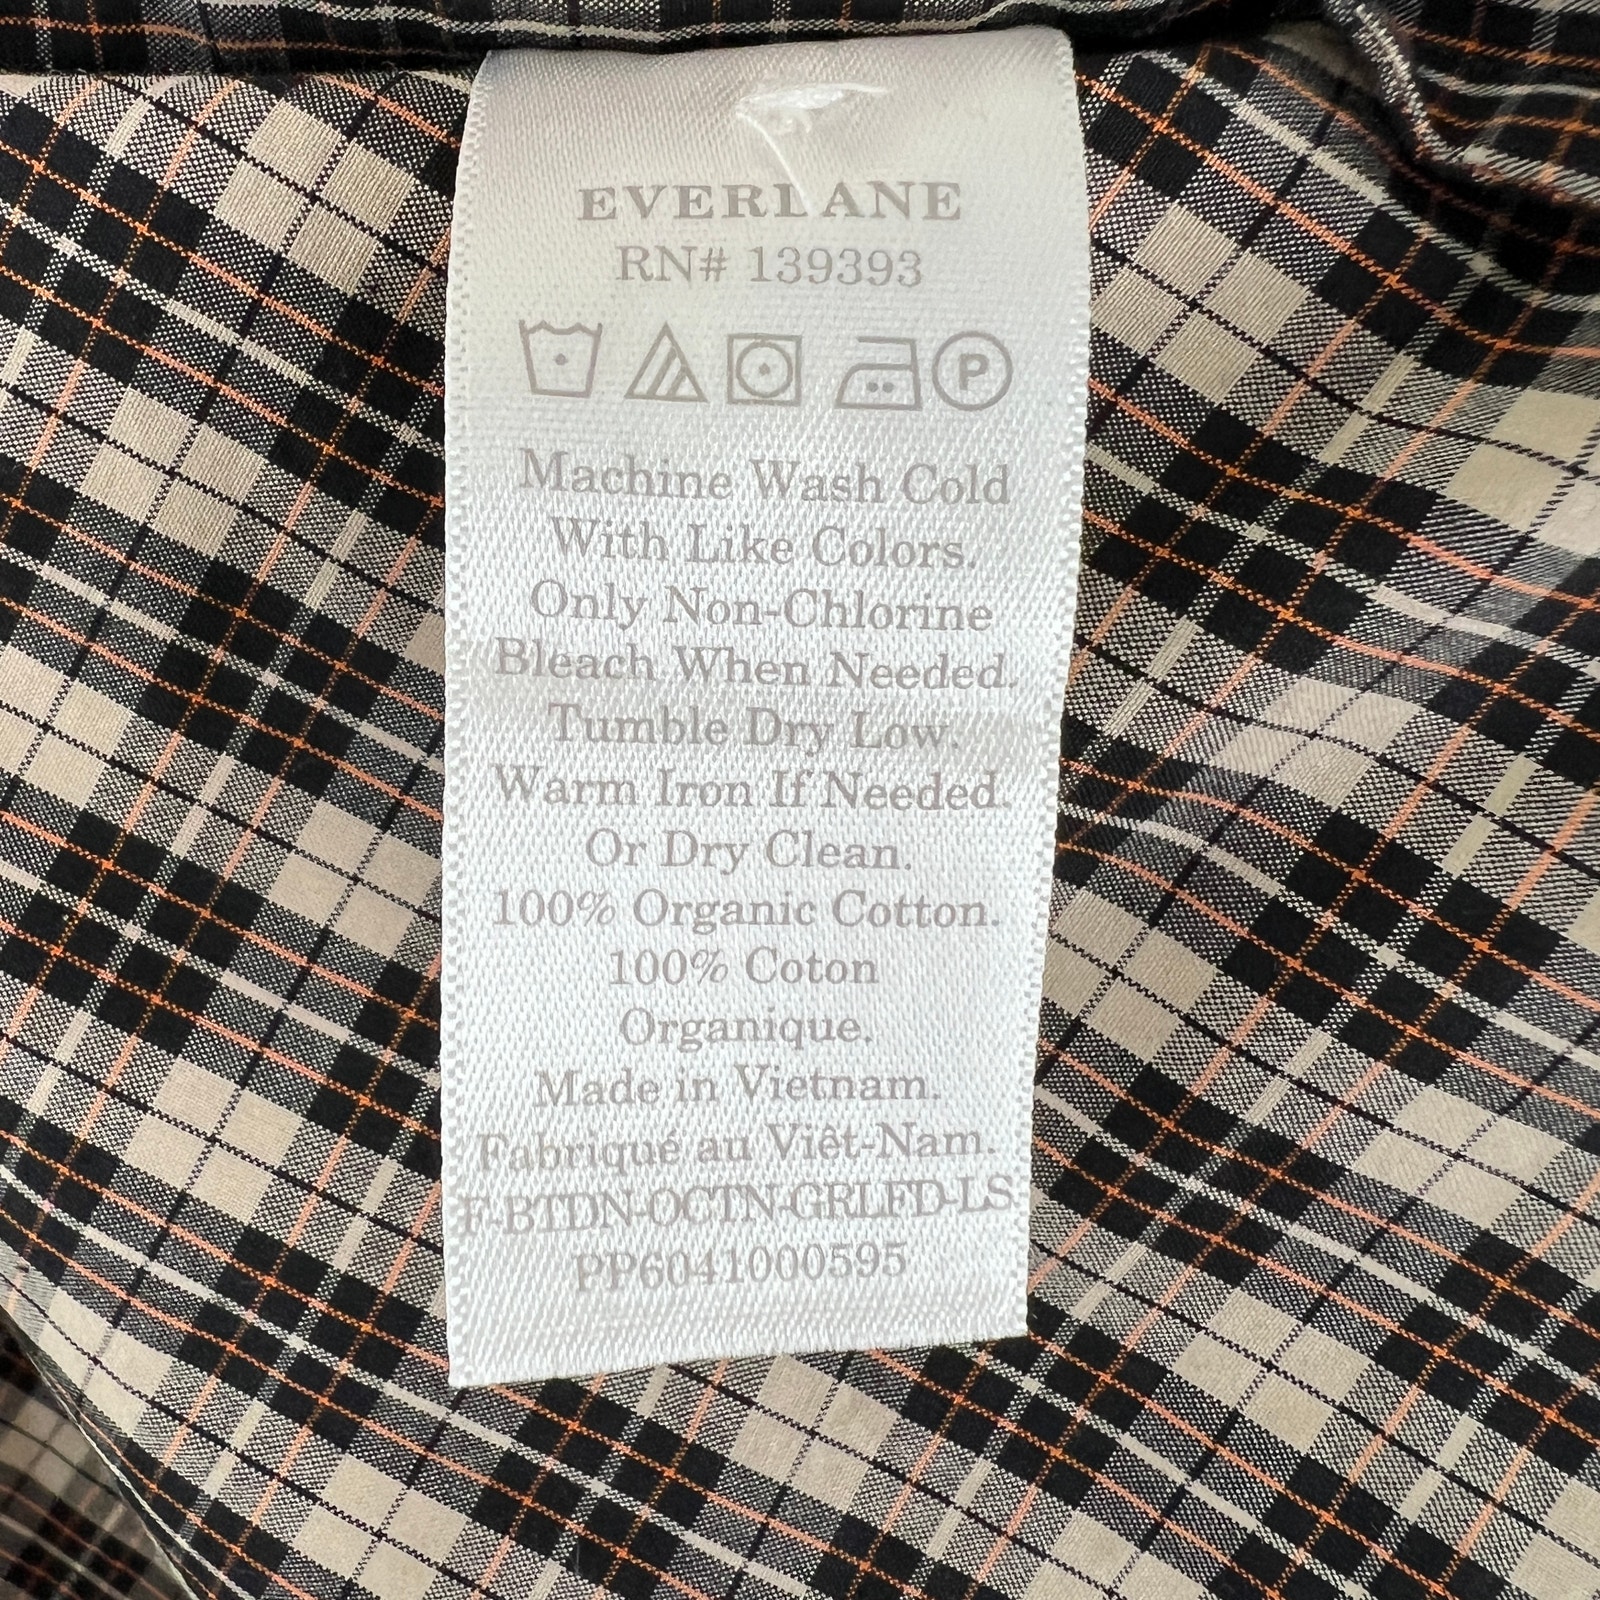 EVERLANE
RN# 139393
P
Machine Wash Cold
With Like Colors.
Only Non-Chlorine
Bleach When Needed.
Tumble Dry Low.
Warm Iron If Needed.
Or Dry Clean.
100% Organic Cotton.
100% Coton
Organique.
Made in Vietnam.
Fabriqué au Viêt-Nam.
F-BTDN-OCTN-GRLFD-LS
PP6041000595